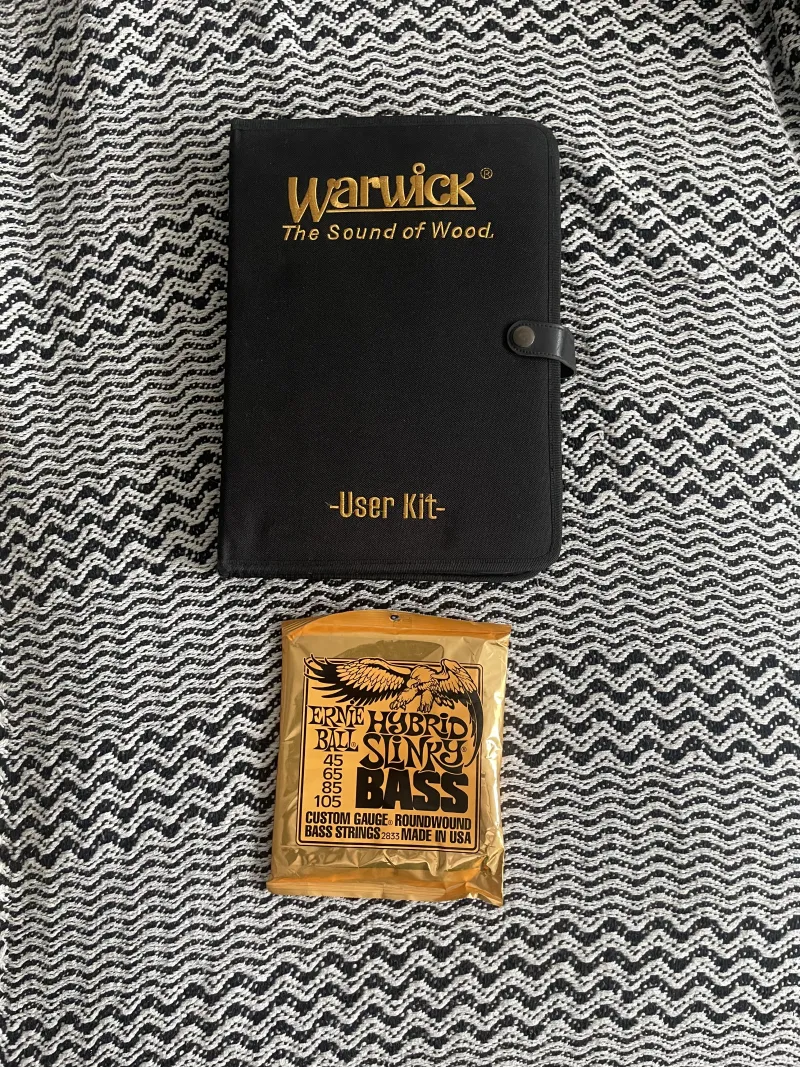 Warwick®
The Sound of Wood.
-User Kit-
ERNIE BALL®
HYBRID SLINKY® BASS
45
65
85
105
CUSTOM GAUGE® ROUNDWOUND
BASS STRINGS 2833 MADE IN USA